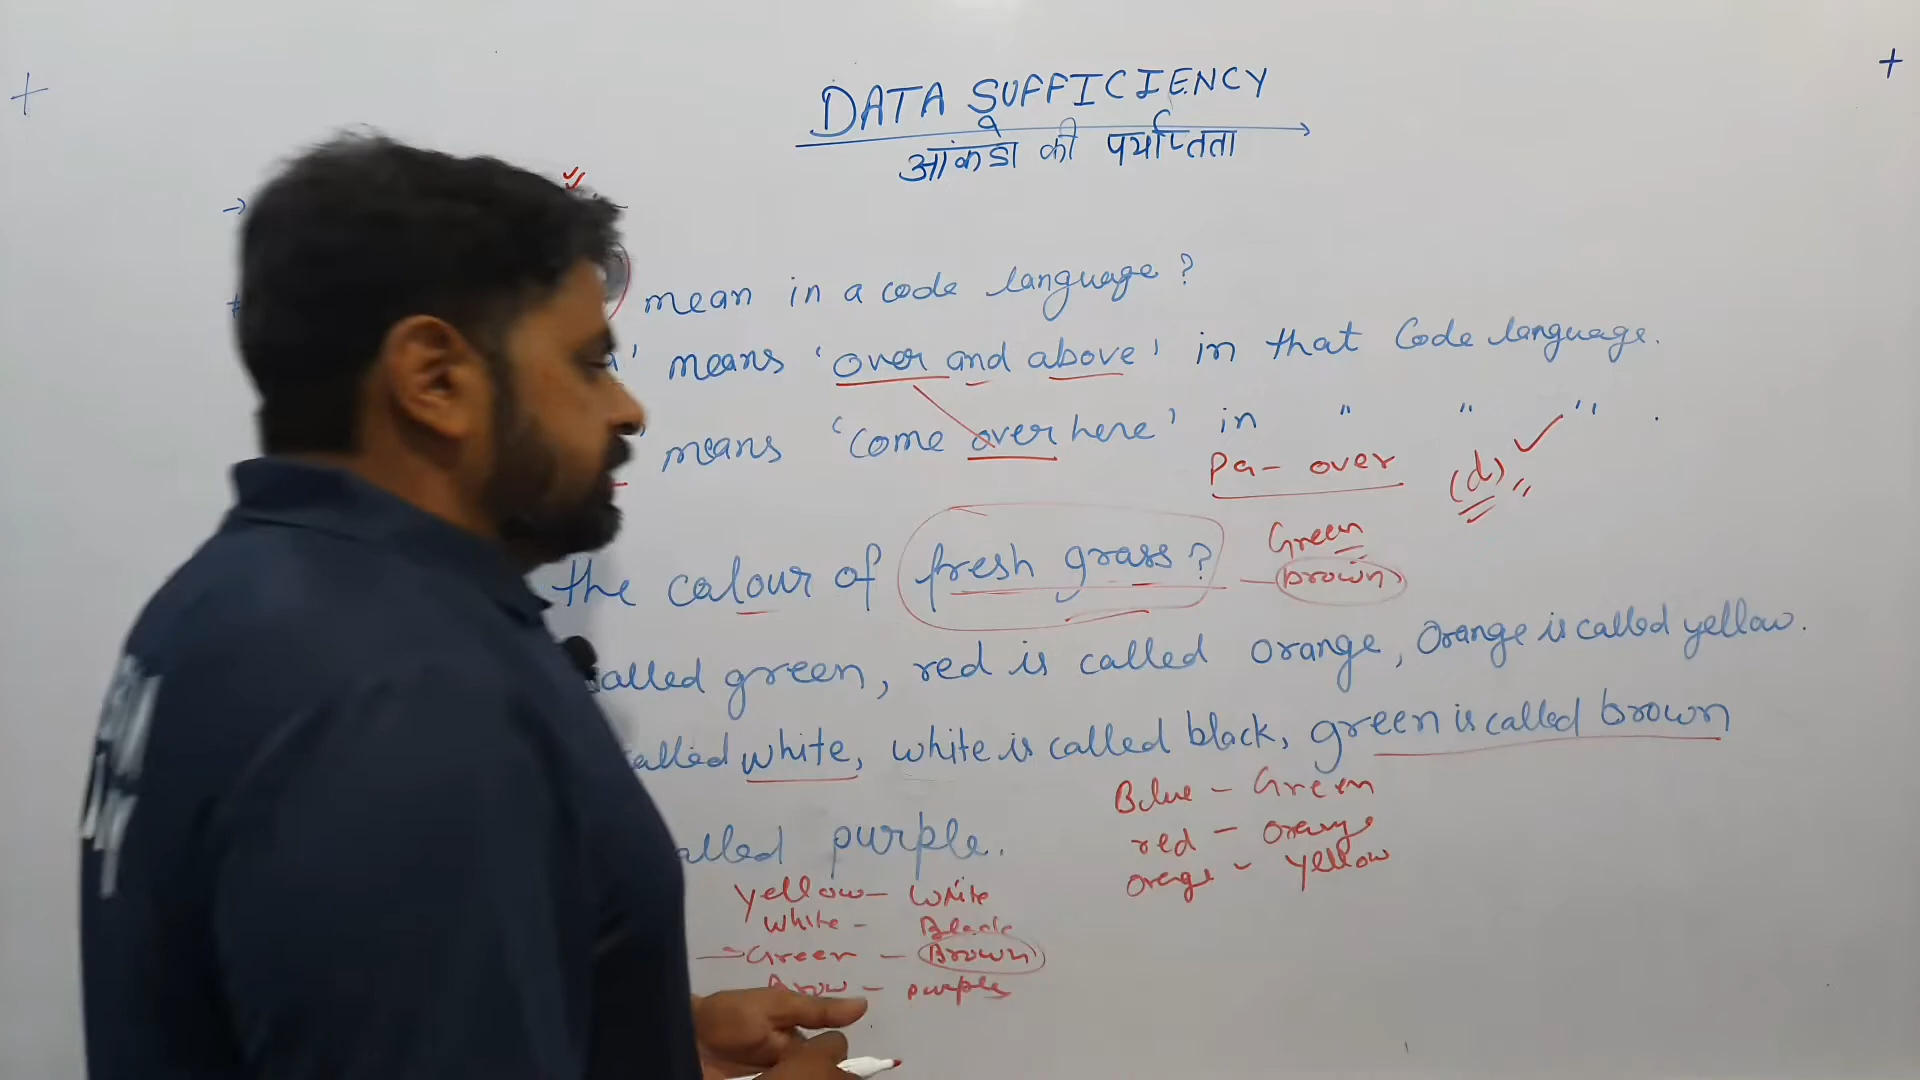 DATA SUFFICIENCY
आंकडो की पर्याप्तता
mean in a code language?
' means 'over and above' in that Code language.
' means 'Come over here' in " " " .
Pa - over (d)
the colour of fresh grass?
Green
brown
alled green, red is called orange, Orange is called yellow.
alled white, white is called black, green is called brown
alled purple.
Blue - Green
red - orange
orange - yellow
yellow - white
white - Black
Green - Brown
Brow - purple